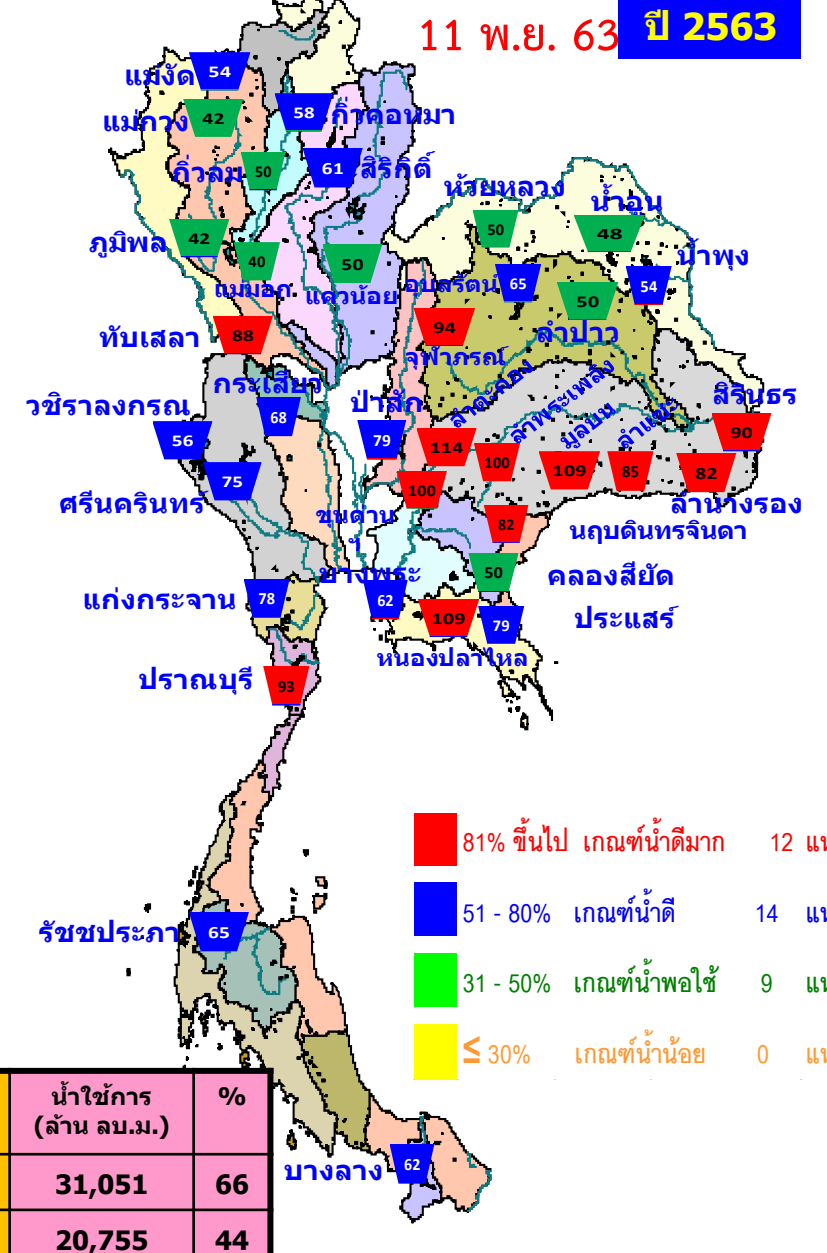 11 พ.ย. 63
ปี 2563
แม่งัด 54
58 กิ่วคอหมา
แม่กวง 42
กิ่วลม 50
61 สิริกิติ์
ห้วยหลวง
50
น้ำอูน
48
ภูมิพล 42
40
แม่มอก
50
แควน้อย
อุบลรัตน์ 65
น้ำพุง
54
50
ลำปาว
ทับเสลา 88
94
จุฬาภรณ์
กระเสียว
68
วชิราลงกรณ
56
ป่าสัก
79
ลำตะคอง
114
ลำพระเพลิง
100
มูลบน
109
ลำแชะ
85
สิรินธร
90
82
ลำนางรอง
75
ศรีนครินทร์
100
ขุนด่าน
ฯ
82
นฤบดินทรจินดา
50
คลองสียัด
บางพระ
62
แก่งกระจาน 78
109
หนองปลาไหล
79
ประแสร์
ปราณบุรี 93
81% ขึ้นไป เกณฑ์น้ำดีมาก 12
51 - 80% เกณฑ์น้ำดี 14
31 - 50% เกณฑ์น้ำพอใช้ 9
≤ 30% เกณฑ์น้ำน้อย 0
รัชชประภา 65
น้ำใช้การ
(ล้าน ลบ.ม.)
%
31,051 66
20,755 44
บางลาง 62